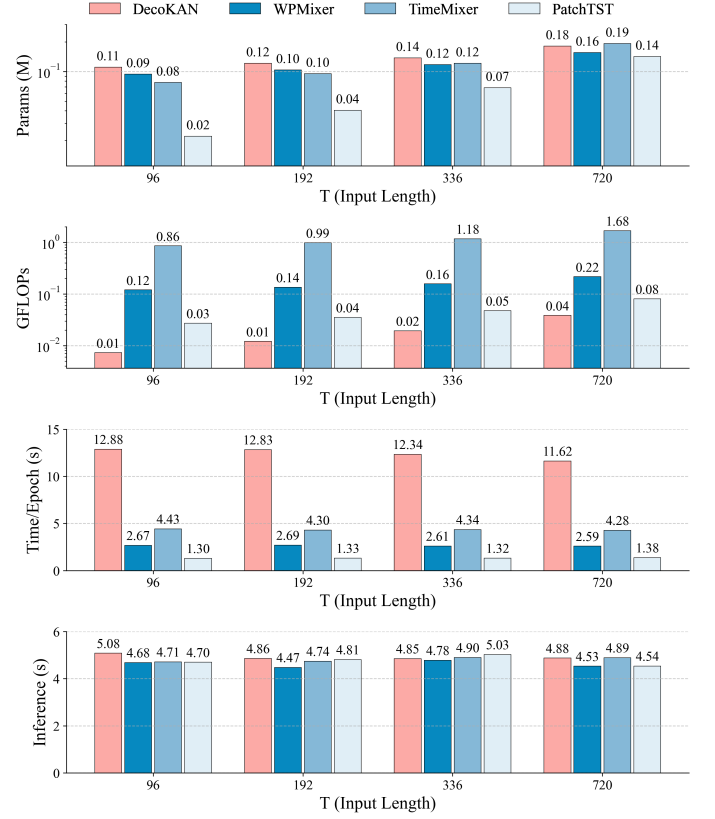 DecoKAN WPMixer TimeMixer PatchTST
Params (M)
10⁻¹
0.11 0.09 0.08 0.02 0.12 0.10 0.10 0.04 0.14 0.12 0.12 0.07 0.18 0.16 0.19 0.14
96 192 336 720
T (Input Length)
GFLOPs
10⁰
10⁻¹
10⁻²
0.01 0.12 0.86 0.03 0.01 0.14 0.99 0.04 0.02 0.16 1.18 0.05 0.04 0.22 1.68 0.08
96 192 336 720
T (Input Length)
Time/Epoch (s)
15
10
5
0
12.88 2.67 4.43 1.30 12.83 2.69 4.30 1.33 12.34 2.61 4.34 1.32 11.62 2.59 4.28 1.38
96 192 336 720
T (Input Length)
Inference (s)
6
4
2
0
5.08 4.68 4.71 4.70 4.86 4.47 4.74 4.81 4.85 4.78 4.90 5.03 4.88 4.53 4.89 4.54
96 192 336 720
T (Input Length)